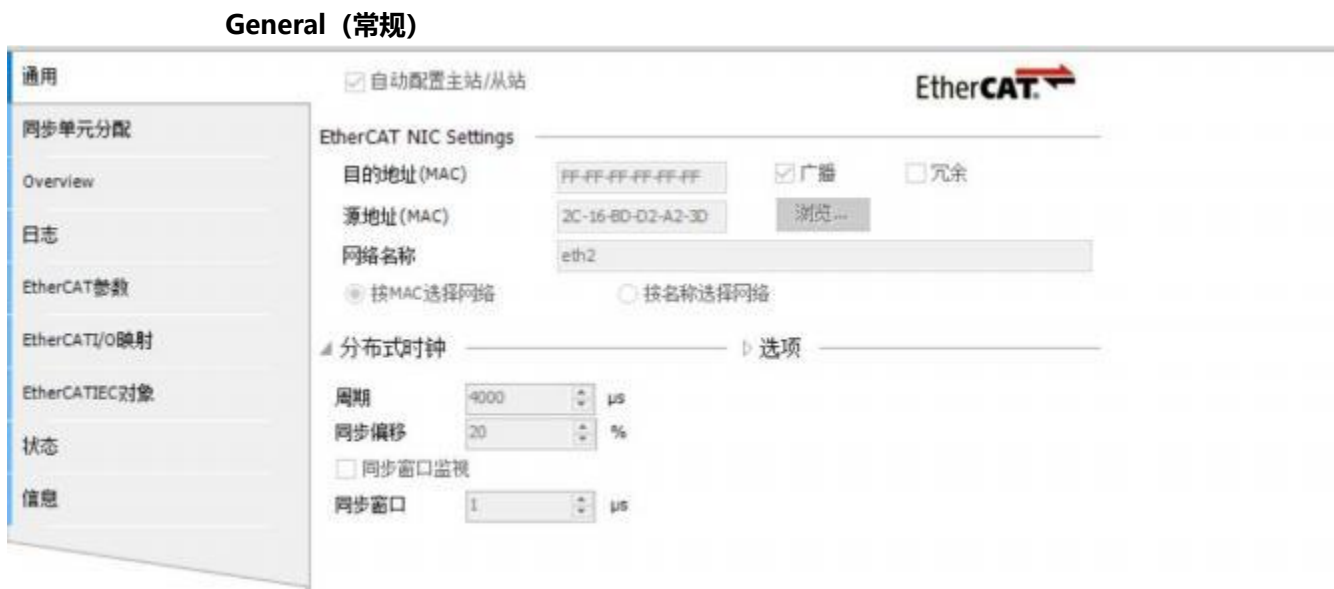 General（常规）
通用
自动配置主站/从站
EtherCAT.
同步单元分配
EtherCAT NIC Settings
Overview
目的地址(MAC) FF-FF-FF-FF-FF-FF 广播 冗余
源地址(MAC) 2C-16-BD-D2-A2-3D 浏览...
日志
网络名称 eth2
EtherCAT参数
按MAC选择网络 按名称选择网络
EtherCATI/O映射
分布式时钟 选项
EtherCATIEC对象
周期 4000 µs
同步偏移 20 %
状态
同步窗口监视
信息
同步窗口 1 µs